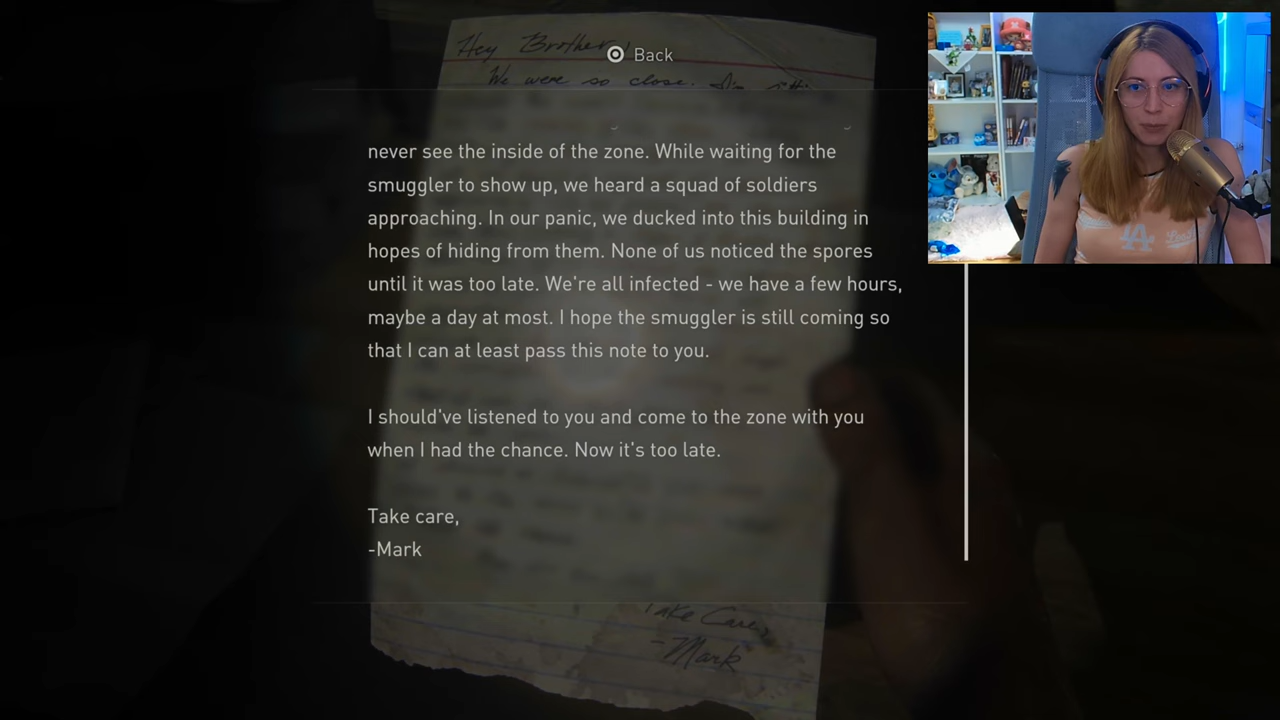 Hey Brother,
Back
We were so close.
never see the inside of the zone. While waiting for the
smuggler to show up, we heard a squad of soldiers
approaching. In our panic, we ducked into this building in
hopes of hiding from them. None of us noticed the spores
until it was too late. We're all infected - we have a few hours,
maybe a day at most. I hope the smuggler is still coming so
that I can at least pass this note to you.
I should've listened to you and come to the zone with you
when I had the chance. Now it's too late.
Take care,
-Mark
Take Care,
-Mark
LA